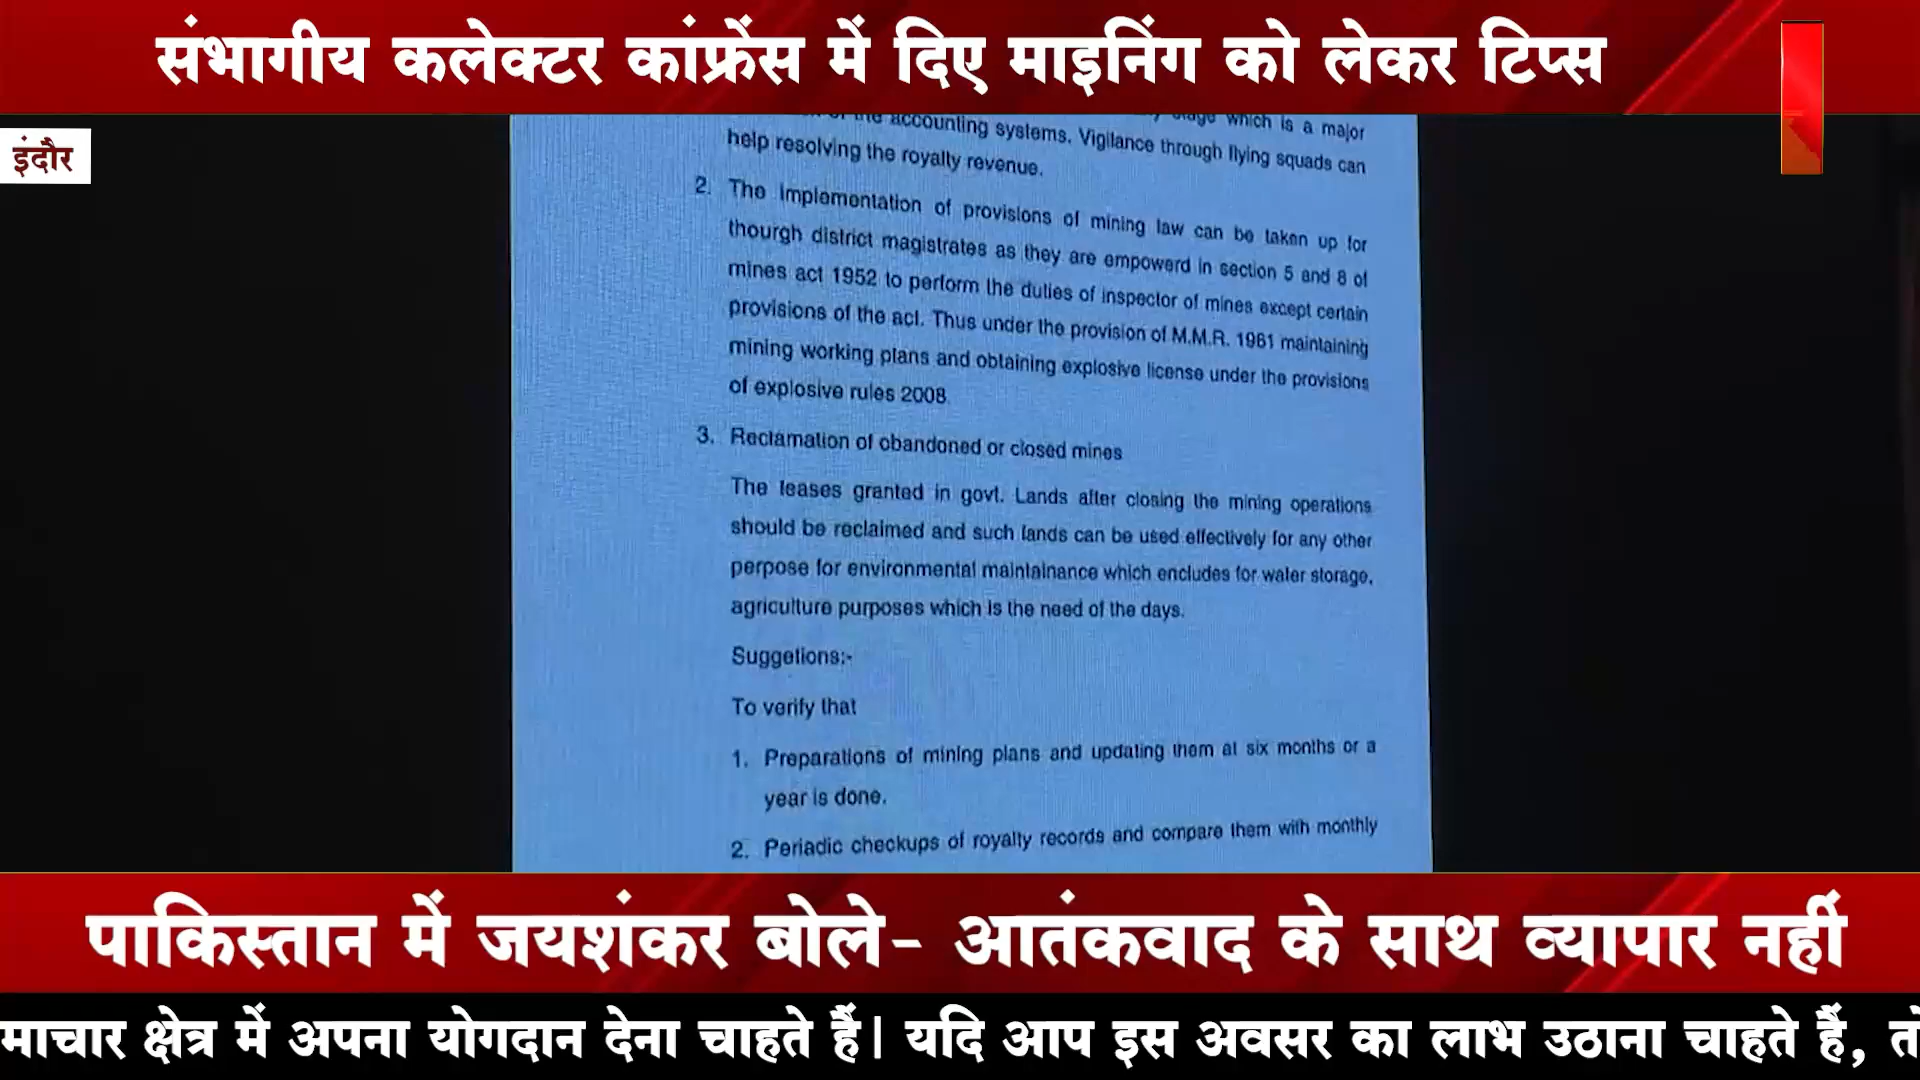 संभागीय कलेक्टर कांफ्रेंस में दिए माइनिंग को लेकर टिप्स
इंदौर
the accounting systems. Vigilance through flying squads can
which is a major
help resolving the royalty revenue.
2. The implementation of provisions of mining law can be taken up for
thourgh district magistrates as they are empowerd in section 5 and 8 of
mines act 1952 to perform the duties of inspector of mines except certain
provisions of the act. Thus under the provision of M.M.R. 1961 maintaining
mining working plans and obtaining explosive license under the provisions
of explosive rules 2008.
3. Reclamation of obandoned or closed mines
The leases granted in govt. Lands after closing the mining operations
should be reclaimed and such lands can be used effectively for any other
perpose for environmental maintainance which encludes for water storage,
agriculture purposes which is the need of the days.
Suggetions:-
To verify that
1. Preparations of mining plans and updating them at six months or a
year is done.
2. Periadic checkups of royalty records and compare them with monthly
पाकिस्तान में जयशंकर बोले- आतंकवाद के साथ व्यापार नहीं
माचार क्षेत्र में अपना योगदान देना चाहते हैं| यदि आप इस अवसर का लाभ उठाना चाहते हैं, तो